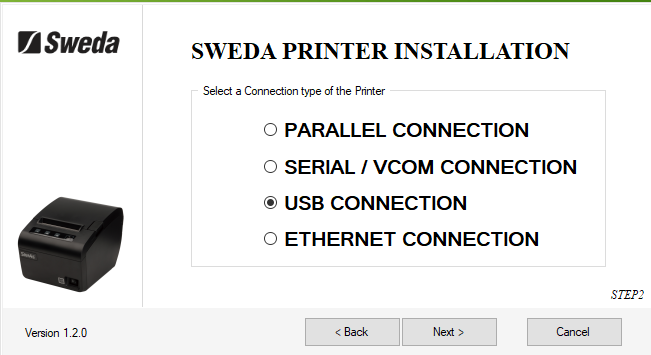 Sweda
SWEDA PRINTER INSTALLATION
Select a Connection type of the Printer
PARALLEL CONNECTION
SERIAL / VCOM CONNECTION
USB CONNECTION
ETHERNET CONNECTION
STEP2
Version 1.2.0
< Back
Next >
Cancel